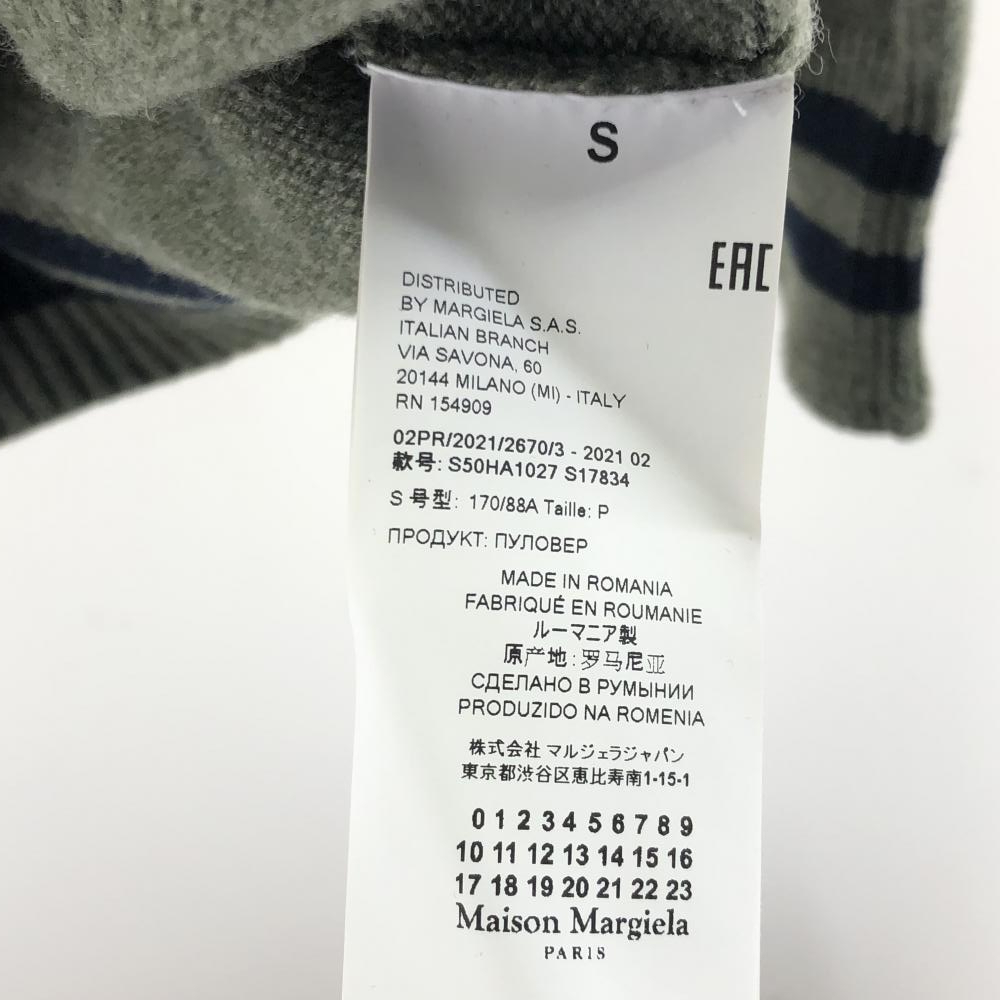 S
EAC
DISTRIBUTED
BY MARGIELA S.A.S.
ITALIAN BRANCH
VIA SAVONA, 60
20144 MILANO (MI) - ITALY
RN 154909
02PR/2021/2670/3 - 2021 02
款号: S50HA1027 S17834
S 号型: 170/88A Taille: P
ПРОДУКТ: ПУЛОВЕР
MADE IN ROMANIA
FABRIQUÉ EN ROUMANIE
ルーマニア製
原产地: 罗马尼亚
СДЕЛАНО В РУМЫНИИ
PRODUZIDO NA ROMENIA
株式会社 マルジェラジャパン
東京都渋谷区恵比寿南1-15-1
0 1 2 3 4 5 6 7 8 9
10 11 12 13 14 15 16
17 18 19 20 21 22 23
Maison Margiela
PARIS